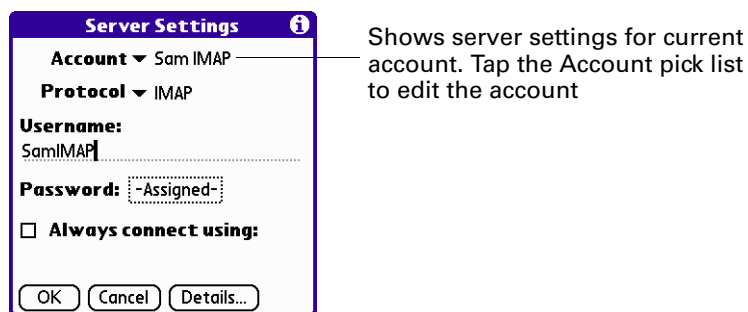 Server Settings i
Account Sam IMAP
Protocol IMAP
Username:
SamIMAP
Password: -Assigned-
Always connect using:
OK Cancel Details...
Shows server settings for current
account. Tap the Account pick list
to edit the account